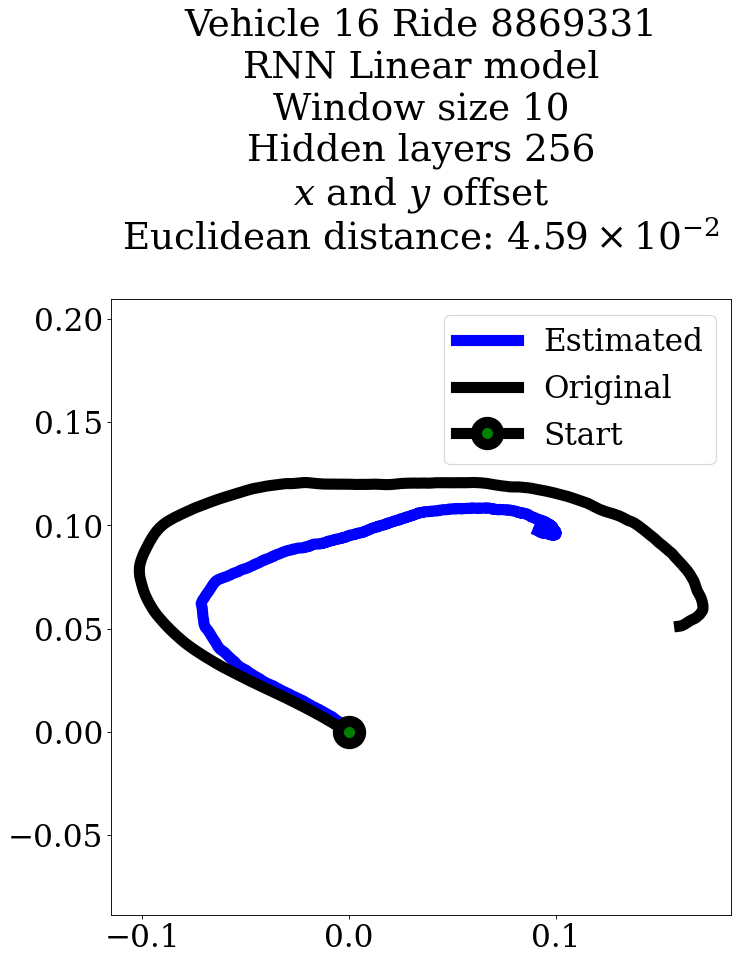 Vehicle 16 Ride 8869331
RNN Linear model
Window size 10
Hidden layers 256
x and y offset
Euclidean distance: 4.59 × 10⁻²
0.20
0.15
0.10
0.05
0.00
−0.05
−0.1
0.0
0.1
Estimated
Original
Start